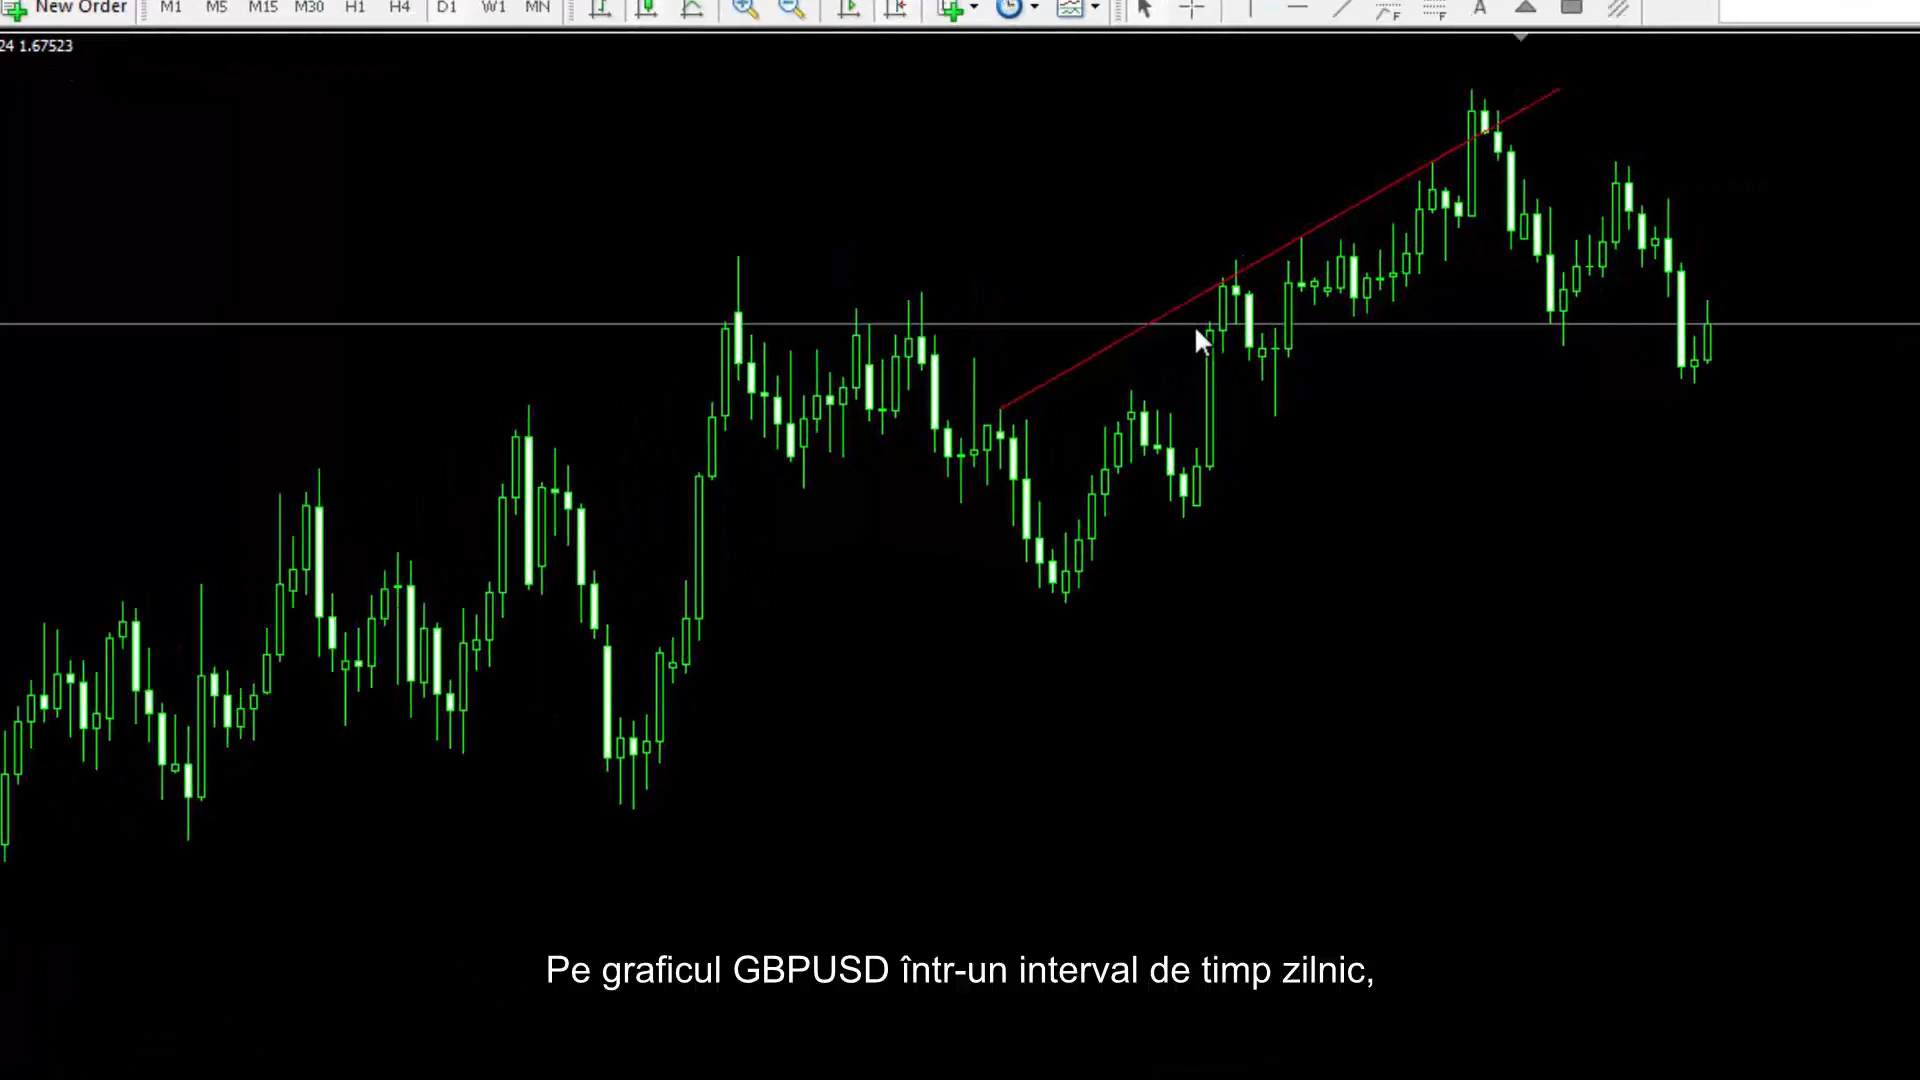 New Order M1 M5 M15 M30 H1 H4 D1 W1 MN
24 1.67523
Pe graficul GBPUSD într-un interval de timp zilnic,